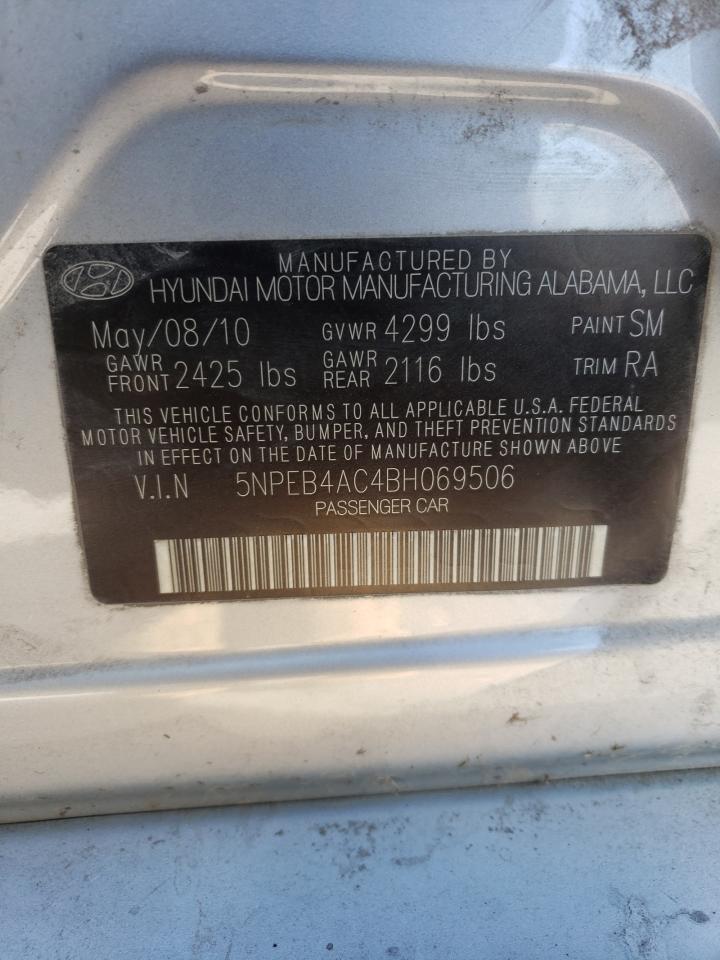 MANUFACTURED BY
HYUNDAI MOTOR MANUFACTURING ALABAMA, LLC
May/08/10 GVWR 4299 lbs PAINT SM
GAWR FRONT 2425 lbs GAWR REAR 2116 lbs TRIM RA
THIS VEHICLE CONFORMS TO ALL APPLICABLE U.S.A. FEDERAL
MOTOR VEHICLE SAFETY, BUMPER, AND THEFT PREVENTION STANDARDS
IN EFFECT ON THE DATE OF MANUFACTURE SHOWN ABOVE
V.I.N 5NPEB4AC4BH069506
PASSENGER CAR